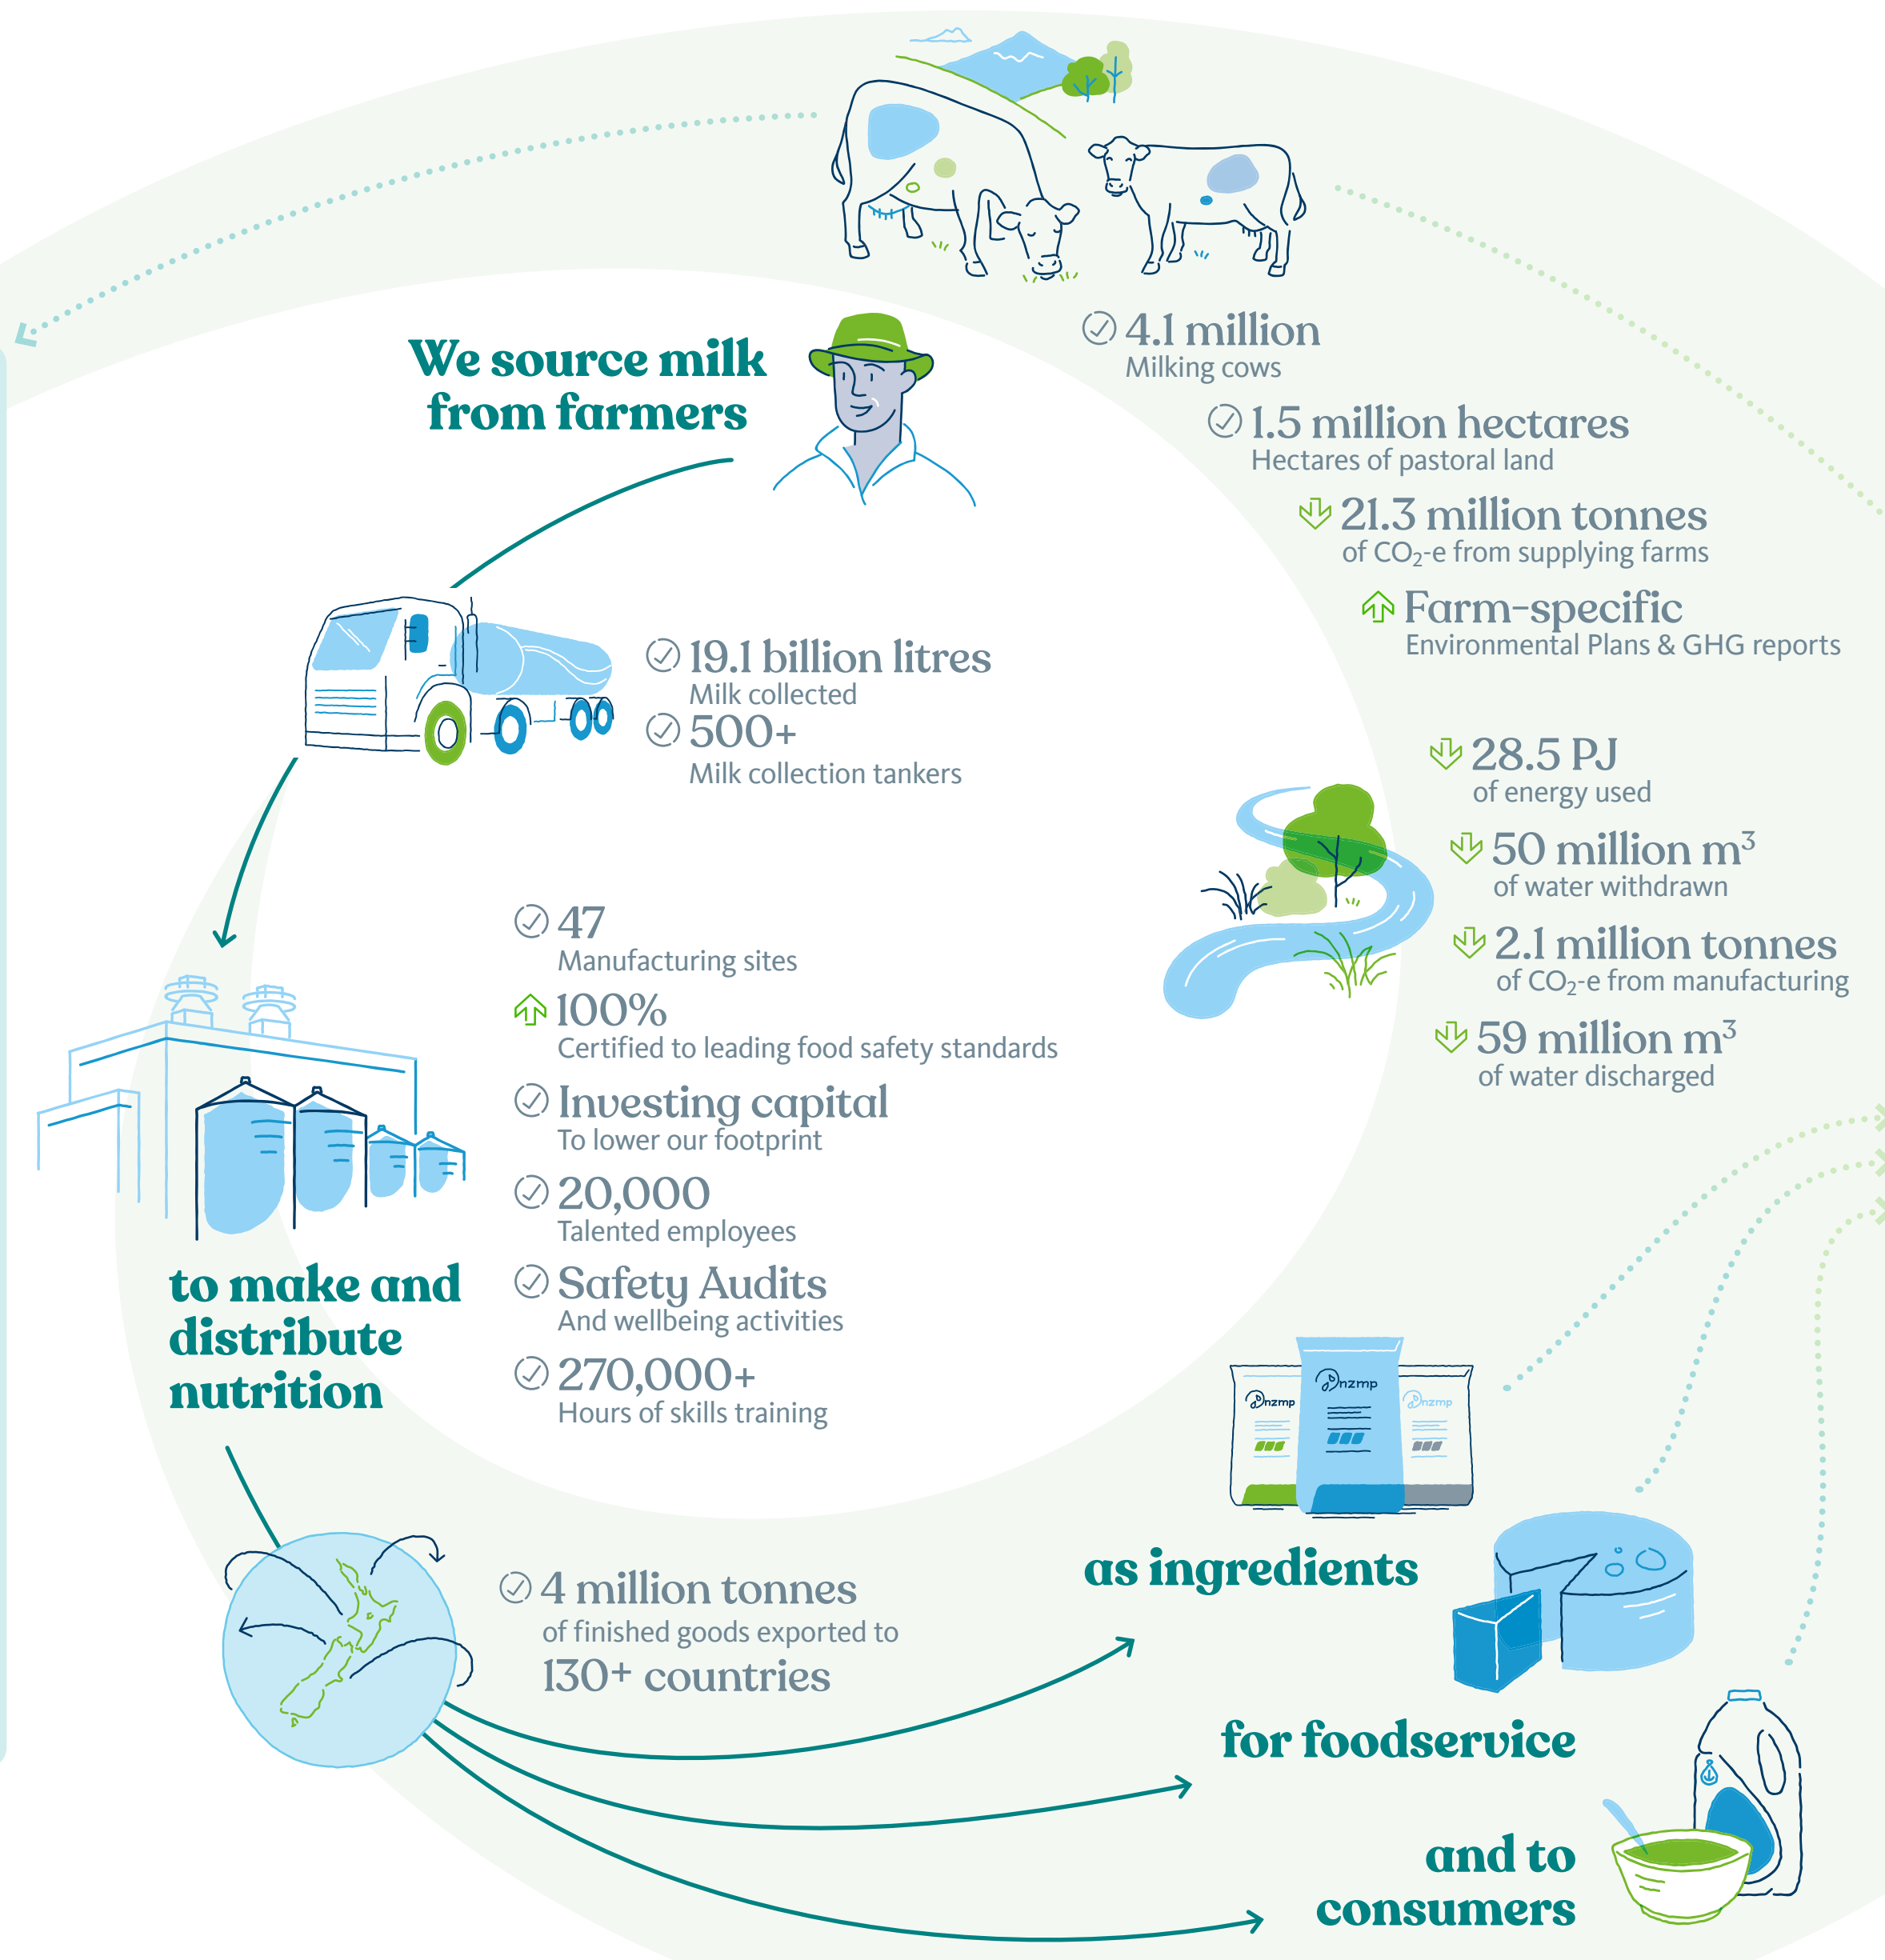 We source milk
from farmers
4.1 million
Milking cows
1.5 million hectares
Hectares of pastoral land
21.3 million tonnes
of CO₂-e from supplying farms
Farm-specific
Environmental Plans & GHG reports
19.1 billion litres
Milk collected
500+
Milk collection tankers
28.5 PJ
of energy used
50 million m³
of water withdrawn
2.1 million tonnes
of CO₂-e from manufacturing
59 million m³
of water discharged
47
Manufacturing sites
100%
Certified to leading food safety standards
Investing capital
To lower our footprint
20,000
Talented employees
Safety Audits
And wellbeing activities
270,000+
Hours of skills training
to make and
distribute
nutrition
4 million tonnes
of finished goods exported to
130+ countries
nzmp
nzmp
nzmp
as ingredients
for foodservice
and to
consumers